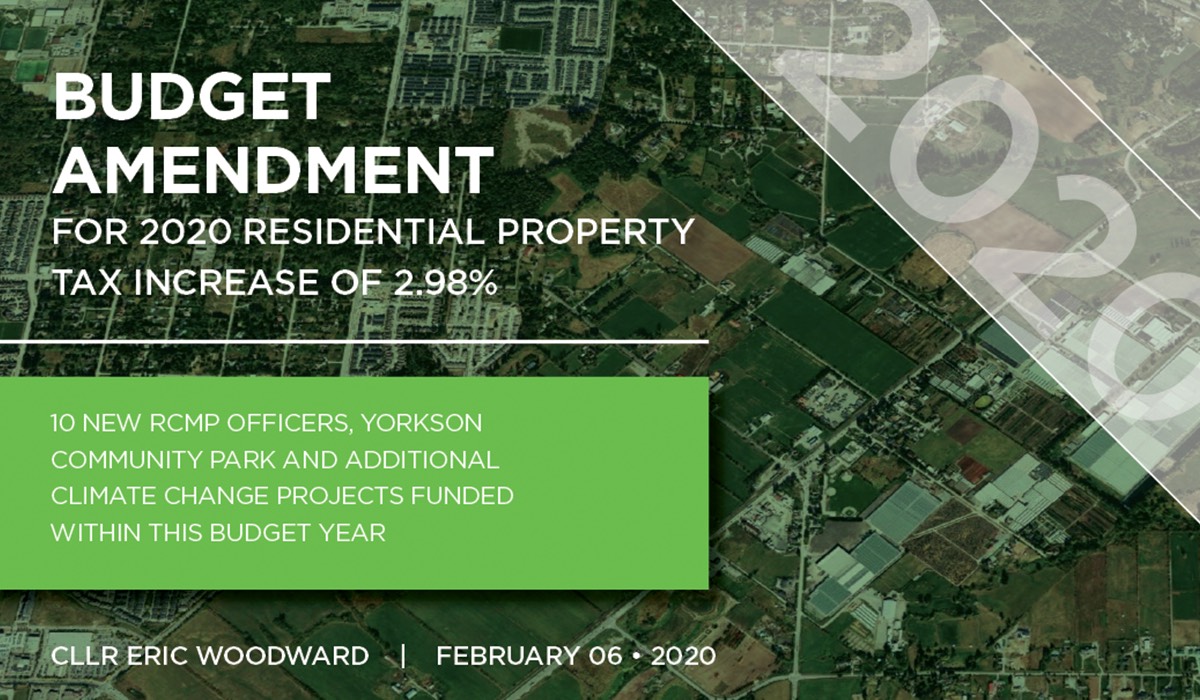 BUDGET
AMENDMENT
FOR 2020 RESIDENTIAL PROPERTY
TAX INCREASE OF 2.98%
10 NEW RCMP OFFICERS, YORKSON
COMMUNITY PARK AND ADDITIONAL
CLIMATE CHANGE PROJECTS FUNDED
WITHIN THIS BUDGET YEAR
CLLR ERIC WOODWARD | FEBRUARY 06 • 2020
2020